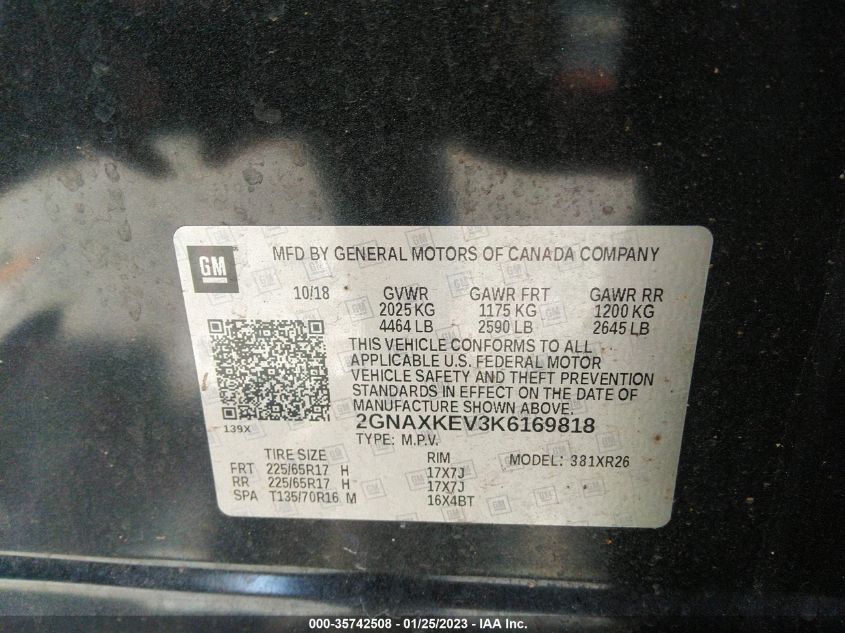 GM
MFD BY GENERAL MOTORS OF CANADA COMPANY
10/18 GVWR GAWR FRT GAWR RR
2025 KG 1175 KG 1200 KG
4464 LB 2590 LB 2645 LB
THIS VEHICLE CONFORMS TO ALL
APPLICABLE U.S. FEDERAL MOTOR
VEHICLE SAFETY AND THEFT PREVENTION
STANDARDS IN EFFECT ON THE DATE OF
MANUFACTURE SHOWN ABOVE.
139X 2GNAXKEV3K6169818
TYPE: M.P.V.
TIRE SIZE RIM MODEL: 381XR26
FRT 225/65R17 H 17X7J
RR 225/65R17 H 17X7J
SPA T135/70R16 M 16X4BT
000-35742508 - 01/25/2023 - IAA Inc.